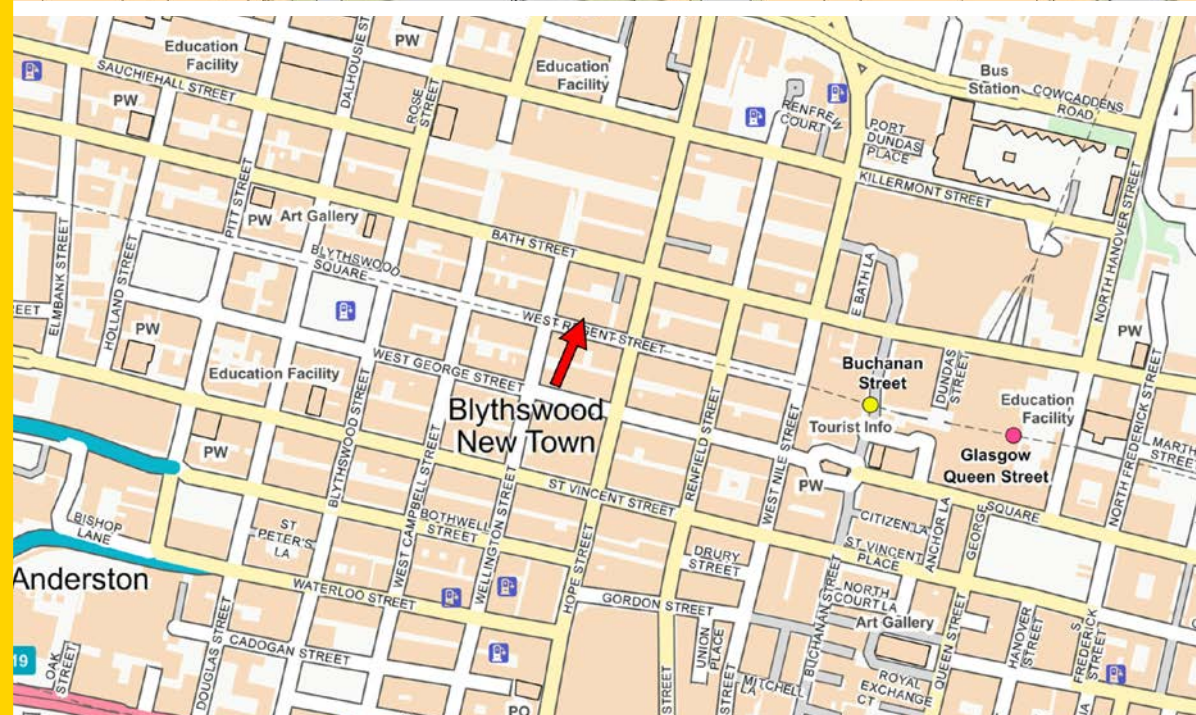 Education
Facility
PW
DALHOUSIE ST
SAUCHIEHALL STREET
PW
ROSE
STREET
Education
Facility
Bus
Station
COWCADDENS
ROAD
RENFREW
COURT
PORT
DUNDAS
PLACE
KILLERMONT STREET
NORTH HANOVER STREET
PITT STREET
PW
Art Gallery
BATH STREET
BLYTHSWOOD
SQUARE
ELMBANK STREET
HOLLAND STREET
EET
PW
WEST REGENT STREET
E BATH LA
PW
WEST GEORGE STREET
Education Facility
Buchanan
Street
DUNDAS
STREET
Blythswood
New Town
Tourist Info
Education
Facility
Glasgow
Queen Street
MARTH
STREET
NORTH FREDERICK STREET
PW
BLYTHSWOOD STREET
WEST CAMPBELL STREET
WELLINGTON STREET
ST VINCENT STREET
RENFIELD STREET
WEST NILE STREET
PW
GEORGE
SQUARE
BISHOP
LANE
ST
PETER'S
LA
BOTHWELL
STREET
HOPE STREET
CITIZEN LA
ANCHOR LA
ST VINCENT
PLACE
DRURY
STREET
Anderston
WATERLOO STREET
GORDON STREET
NORTH
COURT LA
Art Gallery
BUCHANAN STREET
QUEEN STREET
HANOVER
STREET
S
FREDERICK
STREET
19
OAK
STREET
DOUGLAS STREET
CADOGAN STREET
UNION
PLACE
MITCHELL
LA
ROYAL
EXCHANGE
CT
STREET
STREET
PO